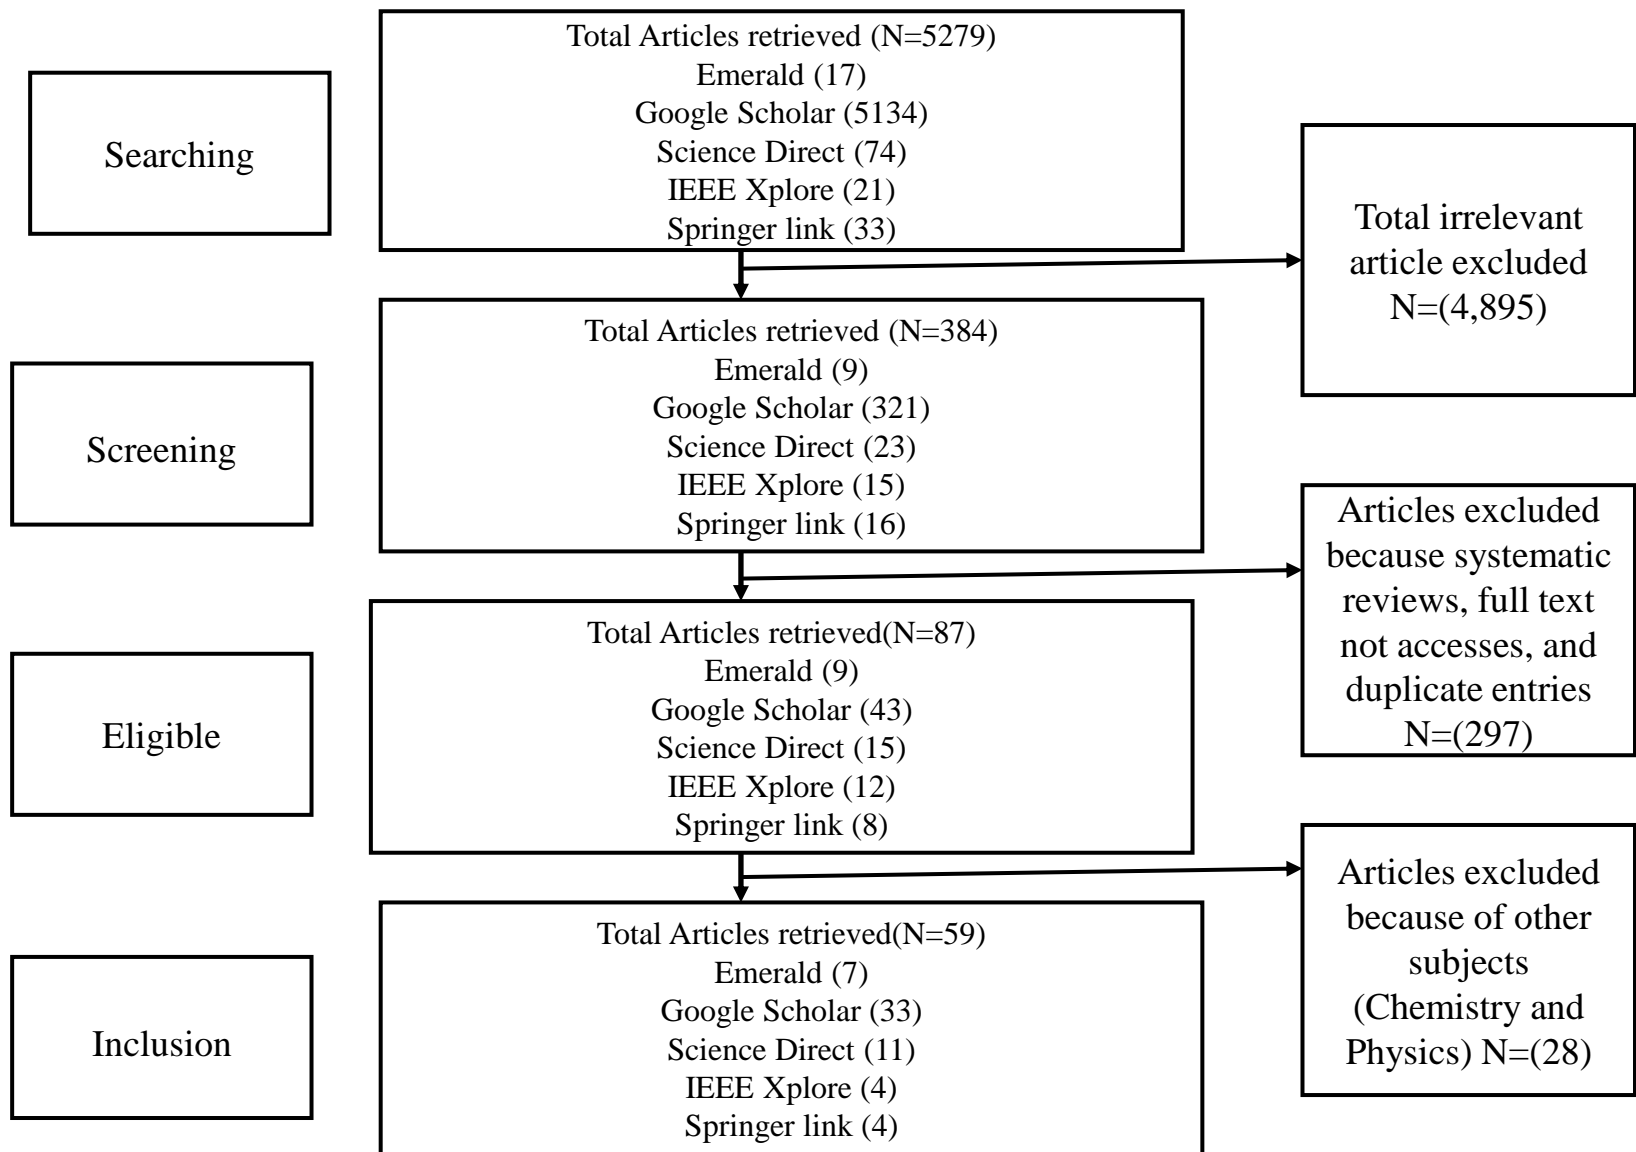 Searching
Total Articles retrieved (N=5279)
Emerald (17)
Google Scholar (5134)
Science Direct (74)
IEEE Xplore (21)
Springer link (33)
Total irrelevant
article excluded
N=(4,895)
Screening
Total Articles retrieved (N=384)
Emerald (9)
Google Scholar (321)
Science Direct (23)
IEEE Xplore (15)
Springer link (16)
Articles excluded
because systematic
reviews, full text
not accesses, and
duplicate entries
N=(297)
Eligible
Total Articles retrieved(N=87)
Emerald (9)
Google Scholar (43)
Science Direct (15)
IEEE Xplore (12)
Springer link (8)
Articles excluded
because of other
subjects
(Chemistry and
Physics) N=(28)
Inclusion
Total Articles retrieved(N=59)
Emerald (7)
Google Scholar (33)
Science Direct (11)
IEEE Xplore (4)
Springer link (4)